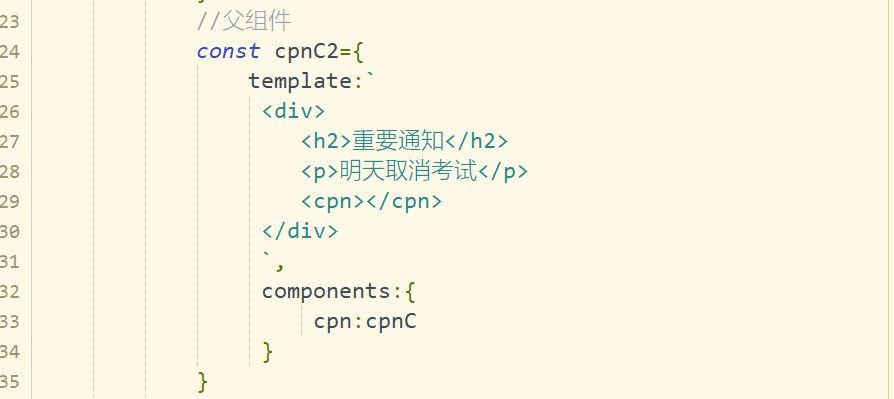 23 //父组件
24 const cpnC2={
25 template:`
26 <div>
27 <h2>重要通知</h2>
28 <p>明天取消考试</p>
29 <cpn></cpn>
30 </div>
31 `,
32 components:{
33 cpn:cpnC
34 }
35 }